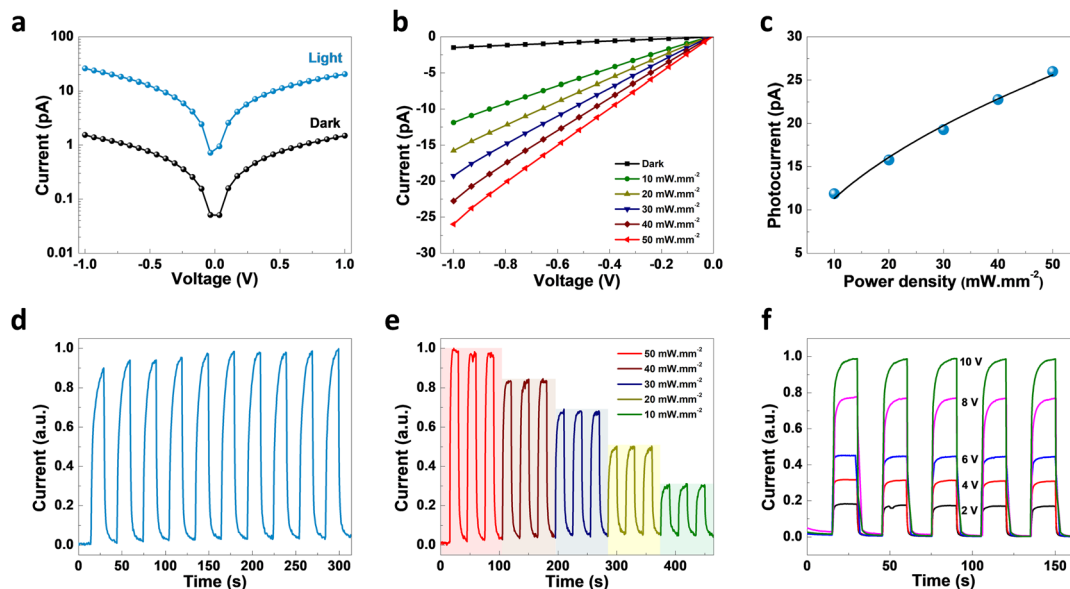 a
100
10
1
0.1
0.01
Current (pA)
Light
Dark
-1.0
-0.5
0.0
0.5
1.0
Voltage (V)
b
0
-5
-10
-15
-20
-25
-30
Current (pA)
Dark
10 mW.mm-2
20 mW.mm-2
30 mW.mm-2
40 mW.mm-2
50 mW.mm-2
-1.0
-0.8
-0.6
-0.4
-0.2
0.0
Voltage (V)
c
30
25
20
15
10
5
Photocurrent (pA)
10
20
30
40
50
Power density (mW.mm-2)
d
1.0
0.8
0.6
0.4
0.2
0.0
Current (a.u.)
0
50
100
150
200
250
300
Time (s)
e
1.0
0.8
0.6
0.4
0.2
0.0
Current (a.u.)
50 mW.mm-2
40 mW.mm-2
30 mW.mm-2
20 mW.mm-2
10 mW.mm-2
0
100
200
300
400
Time (s)
f
1.0
0.8
0.6
0.4
0.2
0.0
Current (a.u.)
10 V
8 V
6 V
4 V
2 V
0
50
100
150
Time (s)